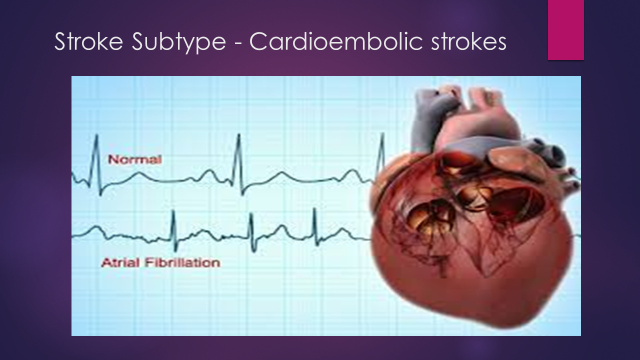 Stroke Subtype - Cardioembolic strokes
Normal
Atrial Fibrillation